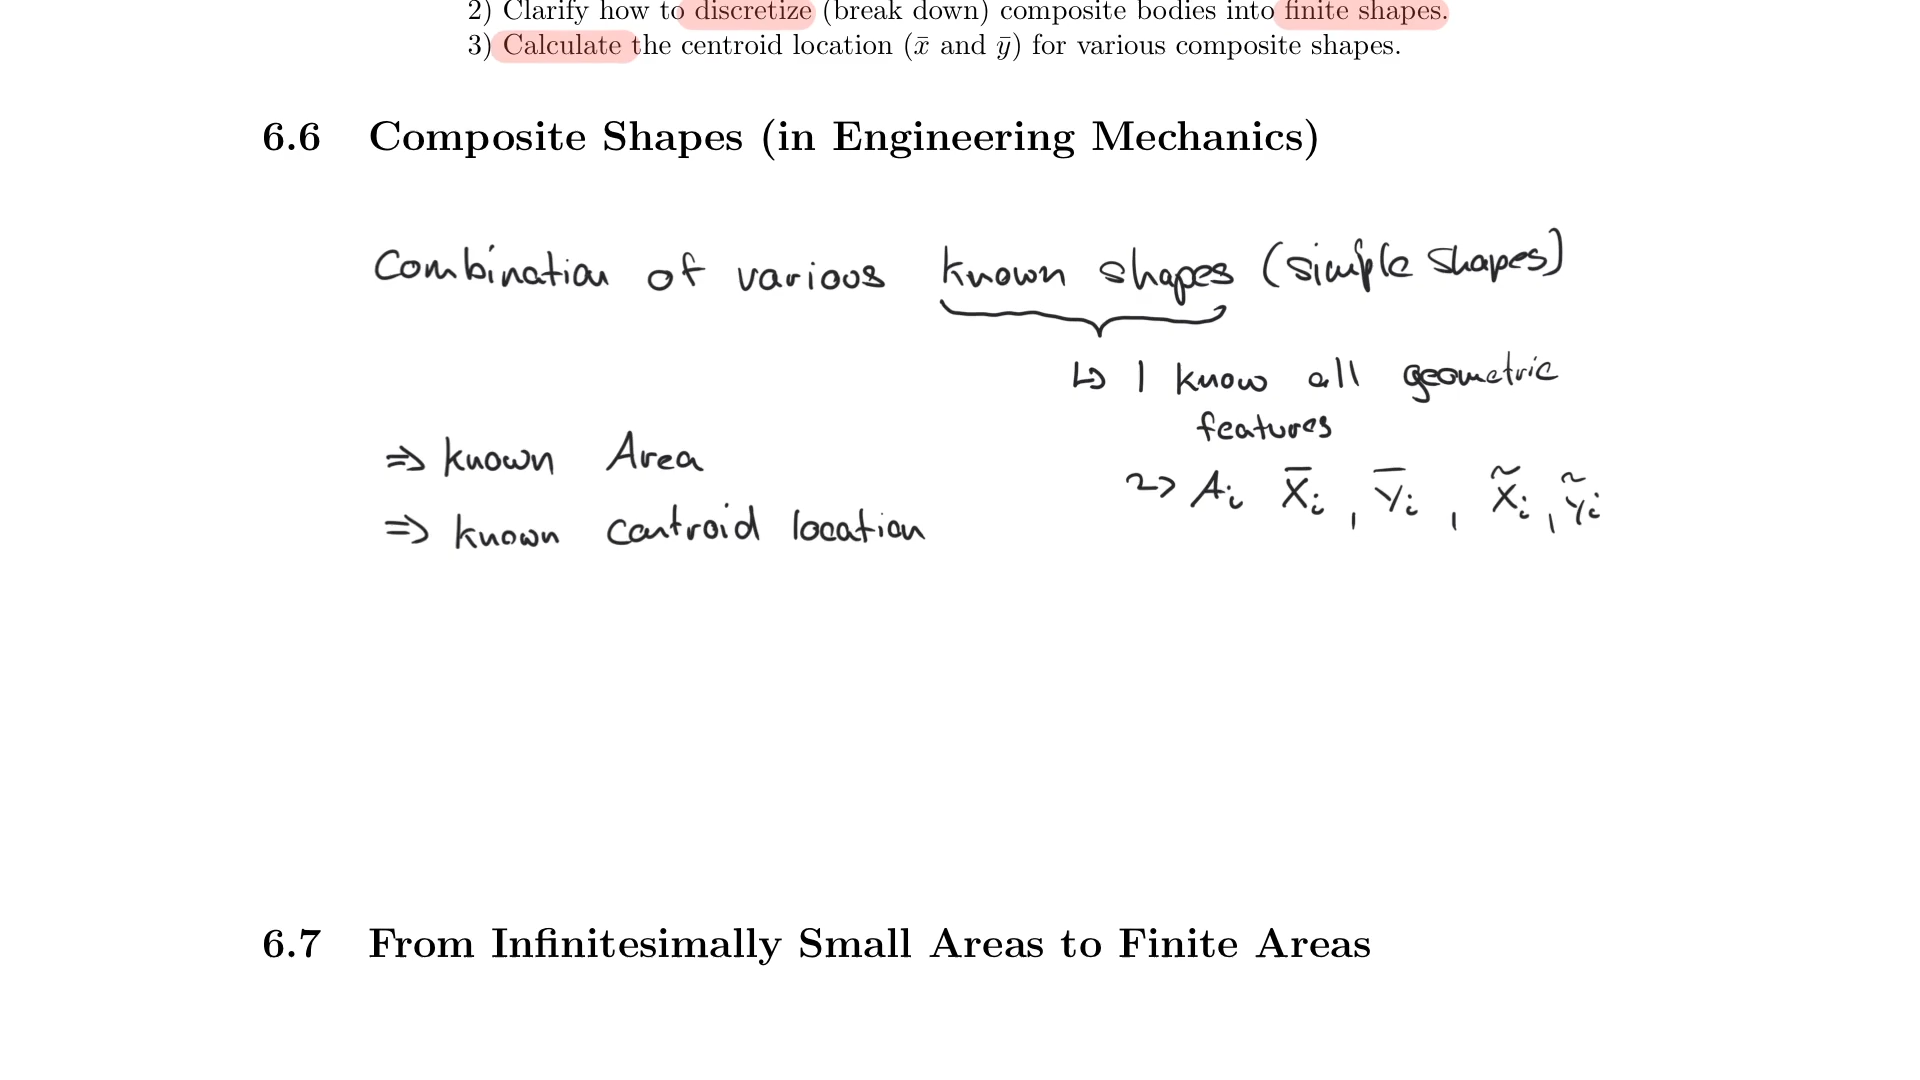 2) Clarify how to discretize (break down) composite bodies into finite shapes.
3) Calculate the centroid location (x̄ and ȳ) for various composite shapes.
6.6 Composite Shapes (in Engineering Mechanics)
Combination of various known shapes (simple shapes)
↳ I know all geometric
features
⇒ known Area
~> Aᵢ X̄ᵢ, Ȳᵢ, X̃ᵢ, Ỹᵢ
⇒ known centroid location
6.7 From Infinitesimally Small Areas to Finite Areas